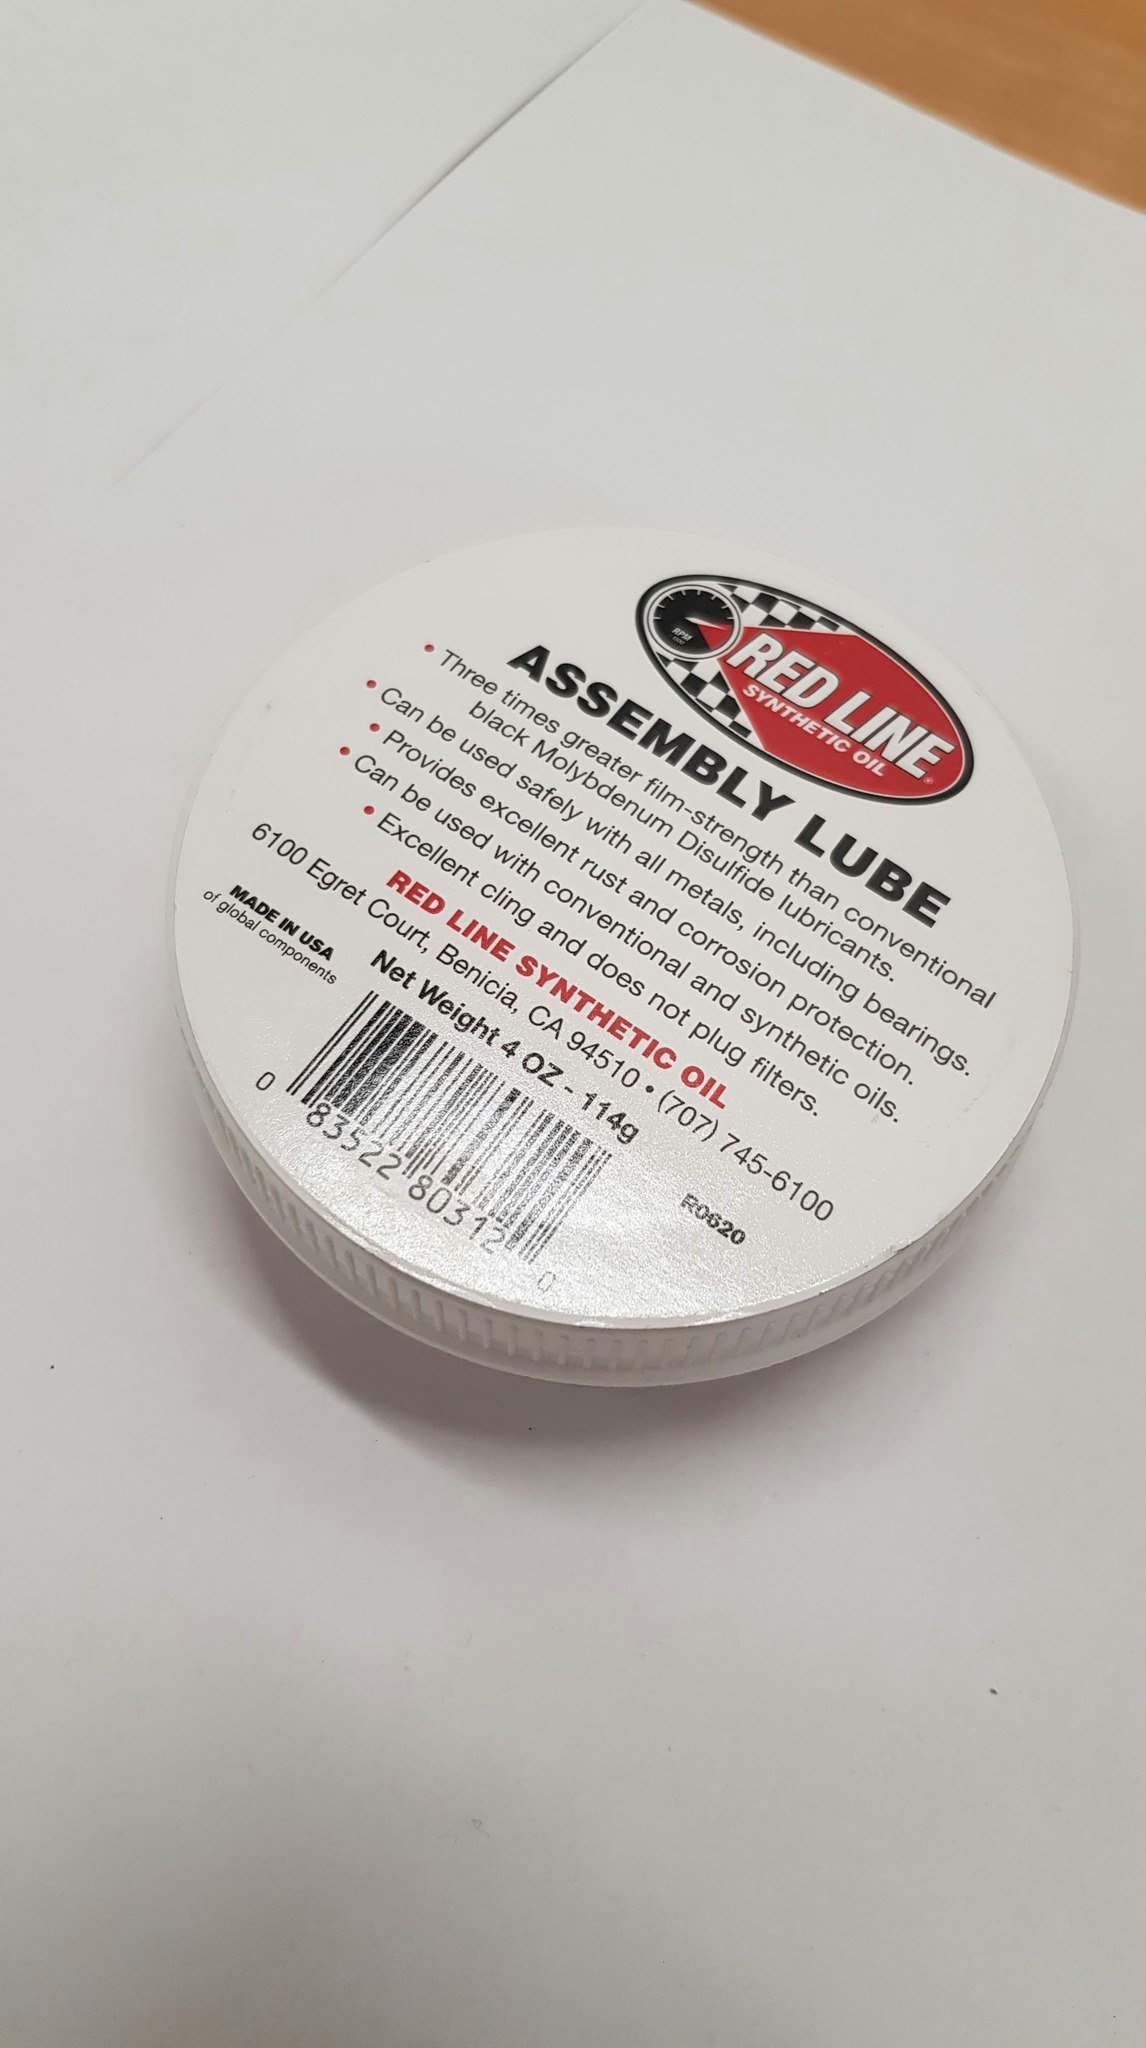 RPM
RED LINE
SYNTHETIC OIL
ASSEMBLY LUBE
• Three times greater film-strength than conventional
black Molybdenum Disulfide lubricants.
• Can be used safely with all metals, including bearings.
• Provides excellent rust and corrosion protection.
• Can be used with conventional and synthetic oils.
• Excellent cling and does not plug filters.
RED LINE SYNTHETIC OIL
6100 Egret Court, Benicia, CA 94510 • (707) 745-6100
MADE IN USA
of global components
Net Weight 4 OZ - 114g
0 83522 80312 0
R0620